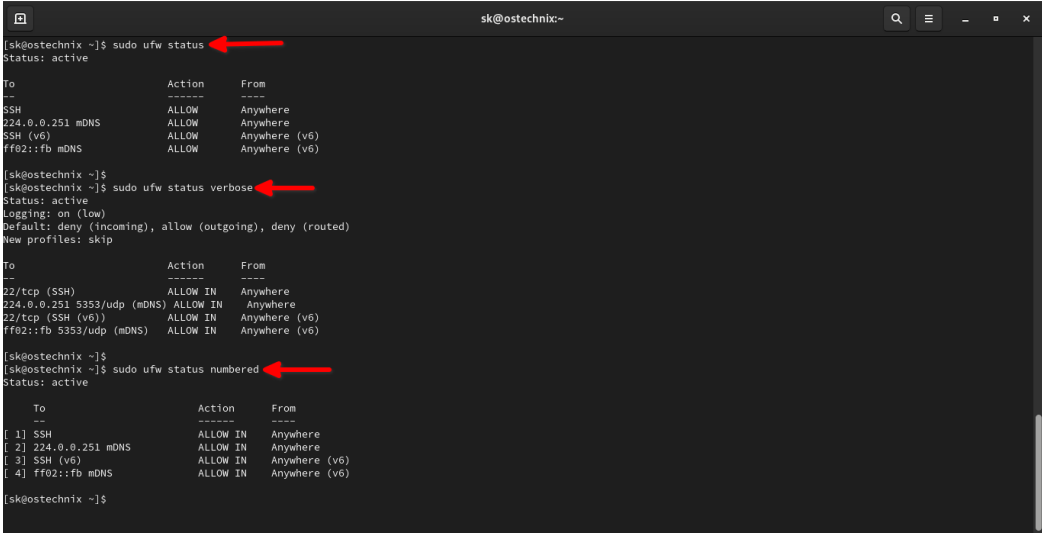 sk@ostechnix:~
[sk@ostechnix ~]$ sudo ufw status
Status: active
To                         Action      From
--                         ------      ----
SSH                        ALLOW       Anywhere
224.0.0.251 mDNS           ALLOW       Anywhere
SSH (v6)                   ALLOW       Anywhere (v6)
ff02::fb mDNS              ALLOW       Anywhere (v6)
[sk@ostechnix ~]$
[sk@ostechnix ~]$ sudo ufw status verbose
Status: active
Logging: on (low)
Default: deny (incoming), allow (outgoing), deny (routed)
New profiles: skip
To                         Action      From
--                         ------      ----
22/tcp (SSH)               ALLOW IN    Anywhere
224.0.0.251 5353/udp (mDNS) ALLOW IN    Anywhere
22/tcp (SSH (v6))          ALLOW IN    Anywhere (v6)
ff02::fb 5353/udp (mDNS)   ALLOW IN    Anywhere (v6)
[sk@ostechnix ~]$
[sk@ostechnix ~]$ sudo ufw status numbered
Status: active
     To                         Action      From
     --                         ------      ----
[ 1] SSH                        ALLOW IN    Anywhere
[ 2] 224.0.0.251 mDNS           ALLOW IN    Anywhere
[ 3] SSH (v6)                   ALLOW IN    Anywhere (v6)
[ 4] ff02::fb mDNS              ALLOW IN    Anywhere (v6)
[sk@ostechnix ~]$